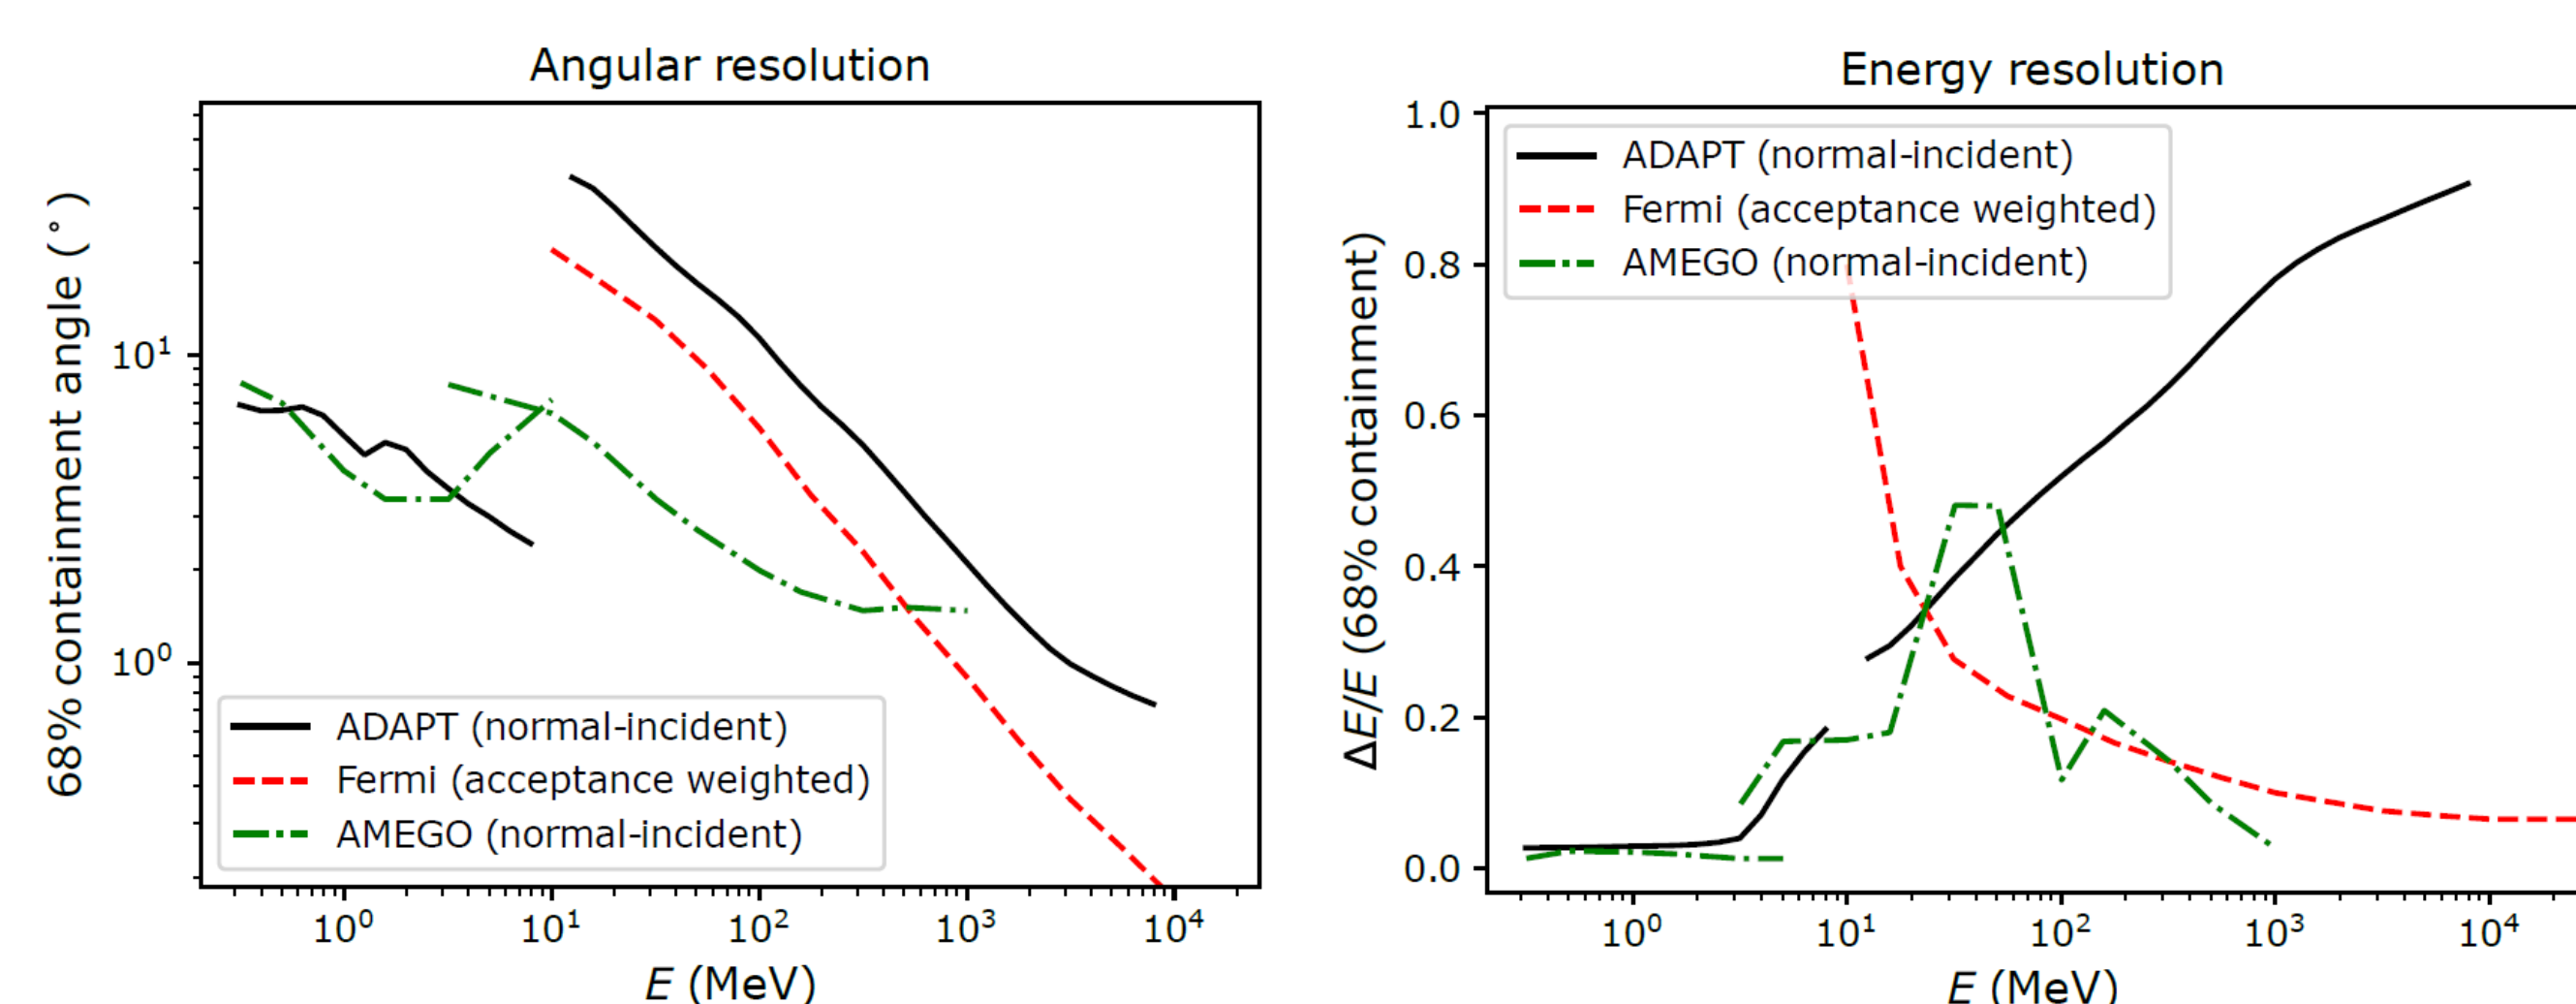 Angular resolution
68% containment angle (°)
10¹
10⁰
ADAPT (normal-incident)
Fermi (acceptance weighted)
AMEGO (normal-incident)
10⁰ 10¹ 10² 10³ 10⁴
E (MeV)
Energy resolution
ΔE/E (68% containment)
1.0
0.8
0.6
0.4
0.2
0.0
ADAPT (normal-incident)
Fermi (acceptance weighted)
AMEGO (normal-incident)
10⁰ 10¹ 10² 10³ 10⁴
E (MeV)